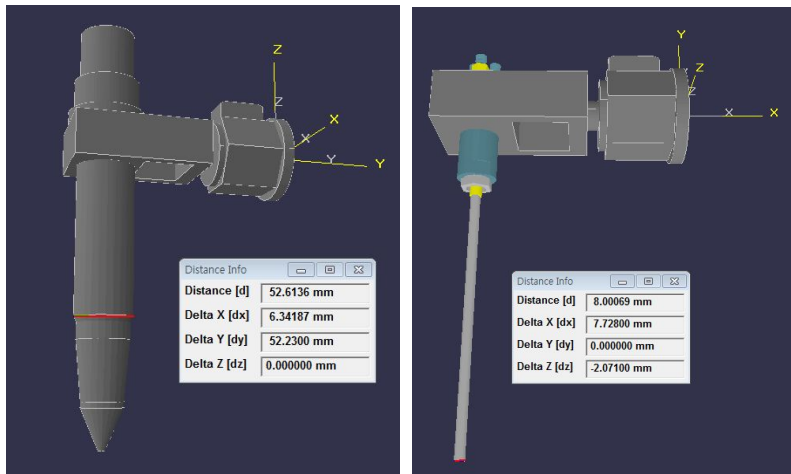 Z
Z
X
X
Y
Y
Distance Info
Distance [d] 52.6136 mm
Delta X [dx] 6.34187 mm
Delta Y [dy] 52.2300 mm
Delta Z [dz] 0.000000 mm
Y
Z
Z
X
X
Distance Info
Distance [d] 8.00069 mm
Delta X [dx] 7.72800 mm
Delta Y [dy] 0.000000 mm
Delta Z [dz] -2.07100 mm